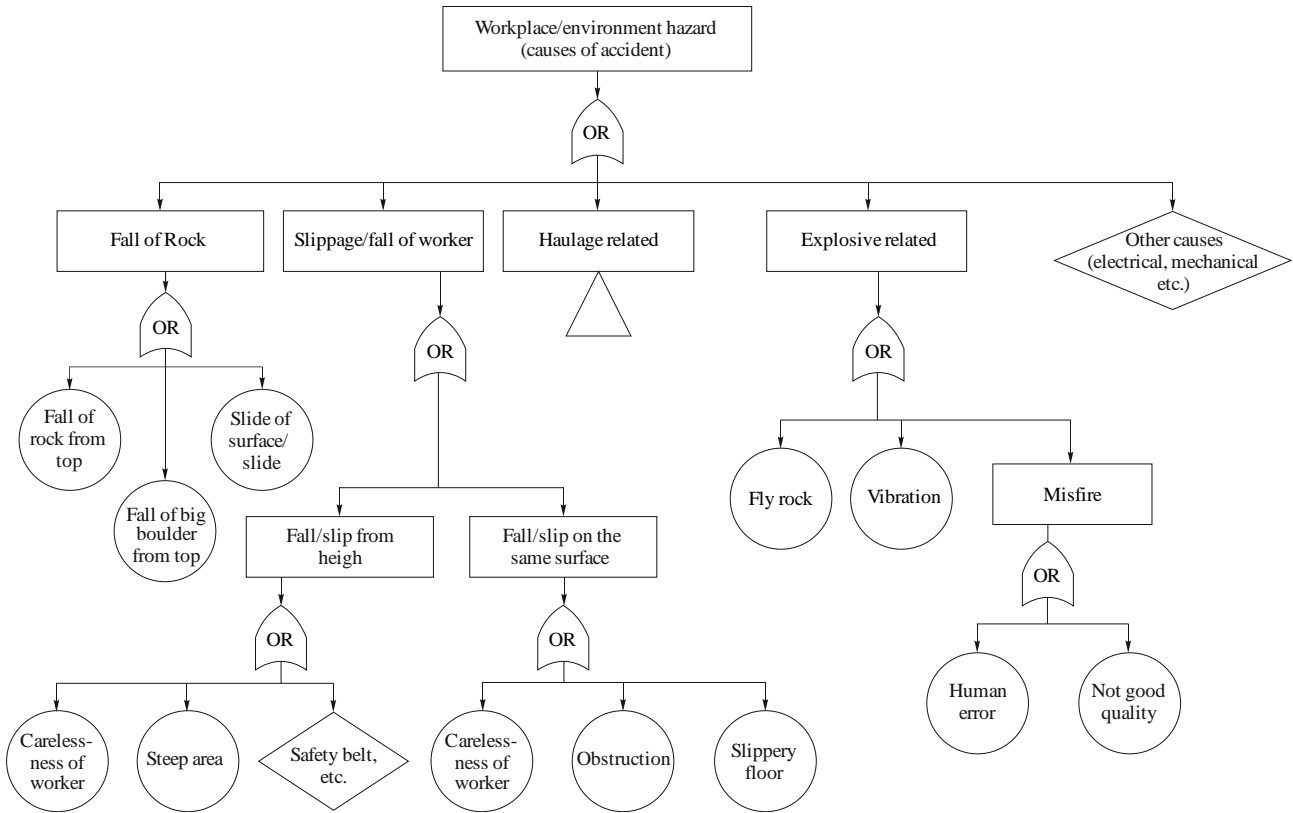 Workplace/environment hazard
(causes of accident)
OR
Fall of Rock
Slippage/fall of worker
Haulage related
Explosive related
Other causes
(electrical, mechanical
etc.)
OR
OR
OR
Fall of
rock from
top
Slide of
surface/
slide
Fall of big
boulder
from top
Fly rock
Vibration
Misfire
Fall/slip from
heigh
Fall/slip on the
same surface
OR
OR
OR
Human
error
Not good
quality
Careless-
ness of
worker
Steep area
Safety belt,
etc.
Careless-
ness of
worker
Obstruction
Slippery
floor